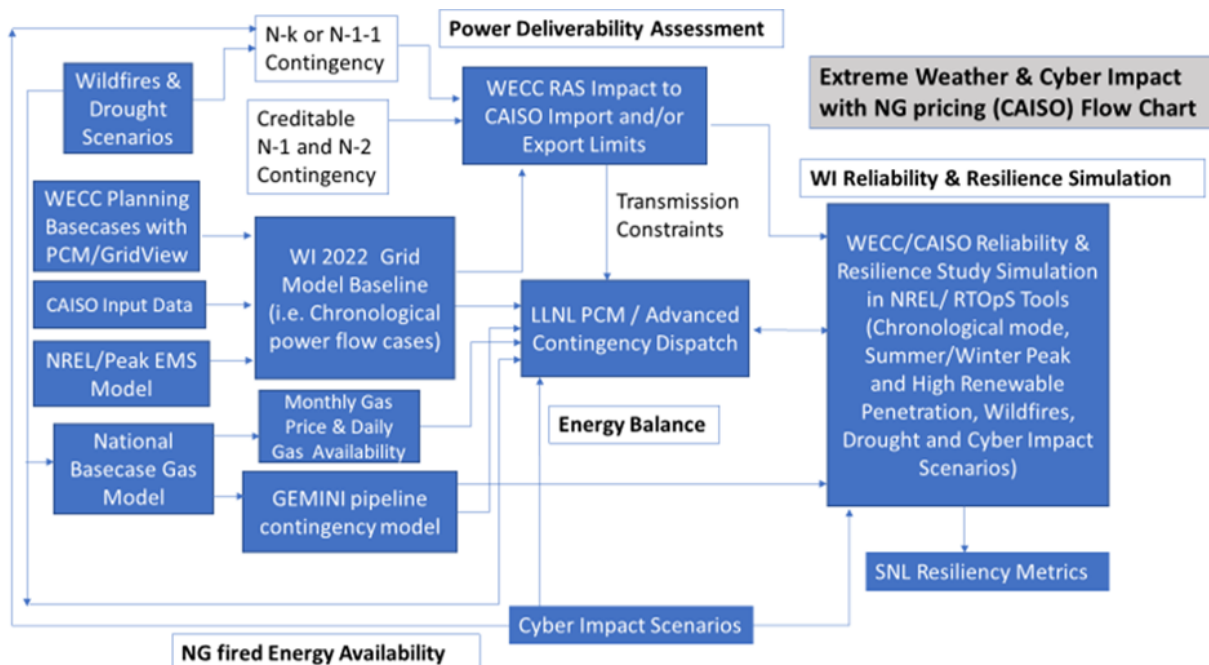 Power Deliverability Assessment
N-k or N-1-1
Contingency
Wildfires &
Drought
Scenarios
WECC RAS Impact to
CAISO Import and/or
Export Limits
Extreme Weather & Cyber Impact
with NG pricing (CAISO) Flow Chart
Creditable
N-1 and N-2
Contingency
WI Reliability & Resilience Simulation
WECC Planning
Basecases with
PCM/GridView
Transmission
Constraints
WI 2022 Grid
Model Baseline
(i.e. Chronological
power flow cases)
WECC/CAISO Reliability &
Resilience Study Simulation
in NREL/ RTOpS Tools
(Chronological mode,
Summer/Winter Peak
and High Renewable
Penetration, Wildfires,
Drought and Cyber Impact
Scenarios)
CAISO Input Data
LLNL PCM / Advanced
Contingency Dispatch
NREL/Peak EMS
Model
Monthly Gas
Price & Daily
Gas Availability
Energy Balance
National
Basecase Gas
Model
GEMINI pipeline
contingency model
SNL Resiliency Metrics
Cyber Impact Scenarios
NG fired Energy Availability